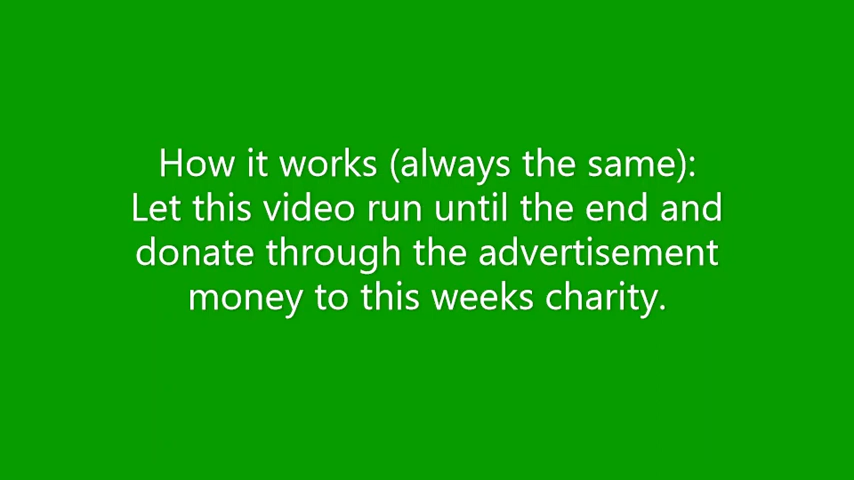 How it works (always the same):
Let this video run until the end and
donate through the advertisement
money to this weeks charity.